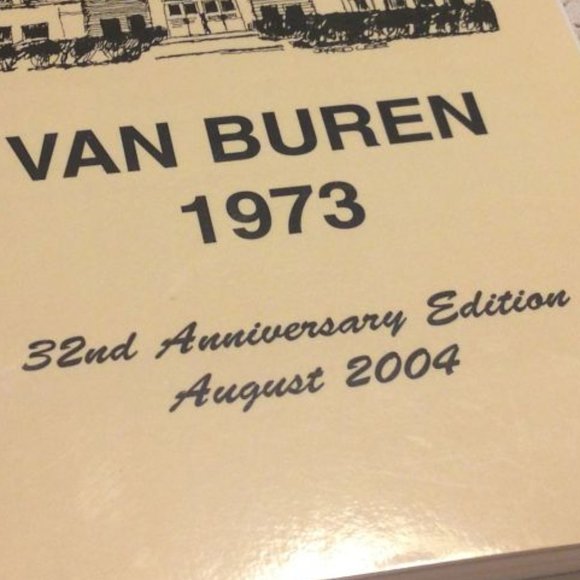 VAN BUREN
1973
32nd Anniversary Edition
August 2004